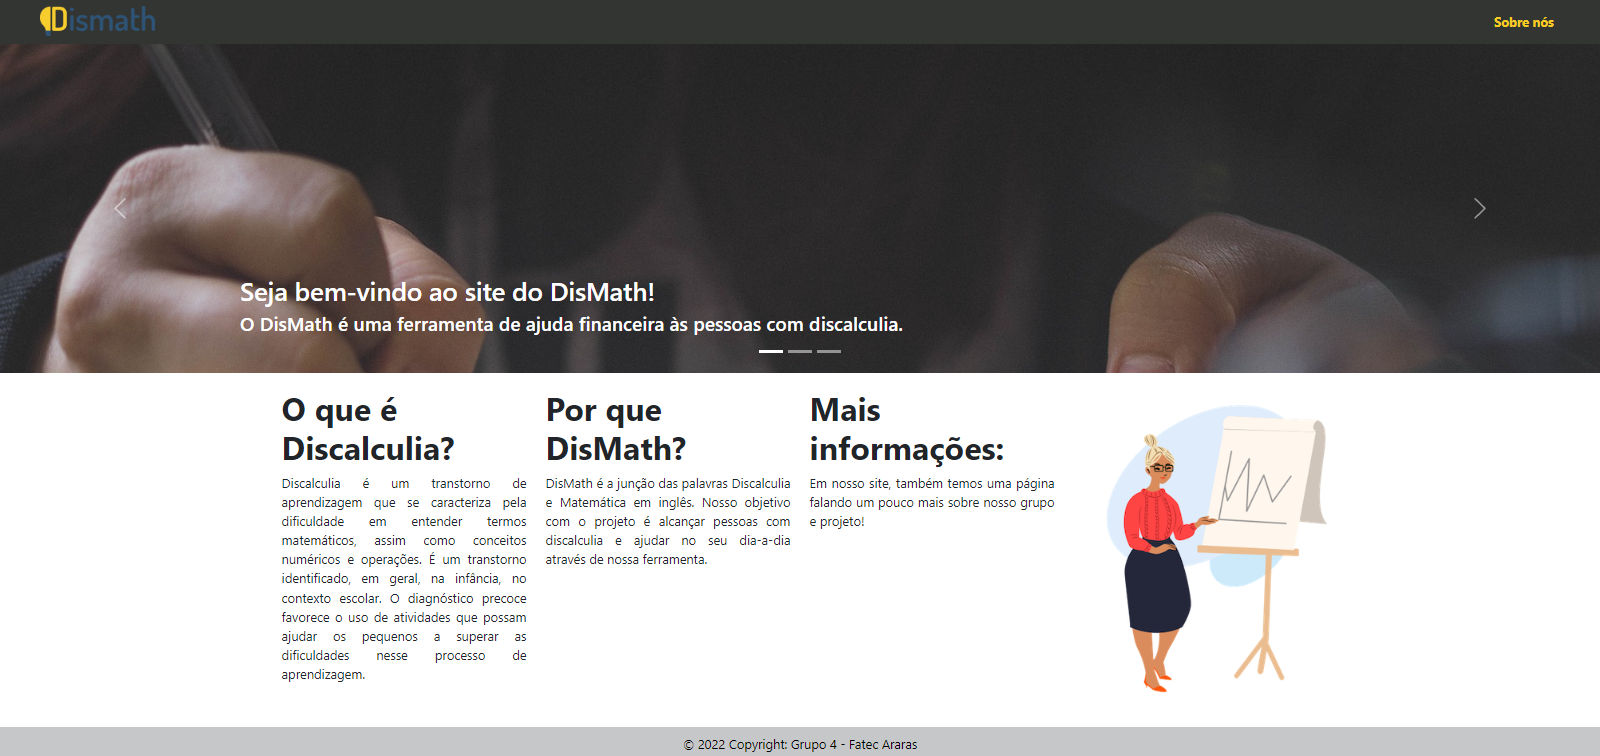 Dismath
Sobre nós
Seja bem-vindo ao site do DisMath!
O DisMath é uma ferramenta de ajuda financeira às pessoas com discalculia.
O que é
Discalculia?
Discalculia é um transtorno de
aprendizagem que se caracteriza pela
dificuldade em entender termos
matemáticos, assim como conceitos
numéricos e operações. É um transtorno
identificado, em geral, na infância, no
contexto escolar. O diagnóstico precoce
favorece o uso de atividades que possam
ajudar os pequenos a superar as
dificuldades nesse processo de
aprendizagem.
Por que
DisMath?
DisMath é a junção das palavras Discalculia
e Matemática em inglês. Nosso objetivo
com o projeto é alcançar pessoas com
discalculia e ajudar no seu dia-a-dia
através de nossa ferramenta.
Mais
informações:
Em nosso site, também temos uma página
falando um pouco mais sobre nosso grupo
e projeto!
© 2022 Copyright: Grupo 4 - Fatec Araras